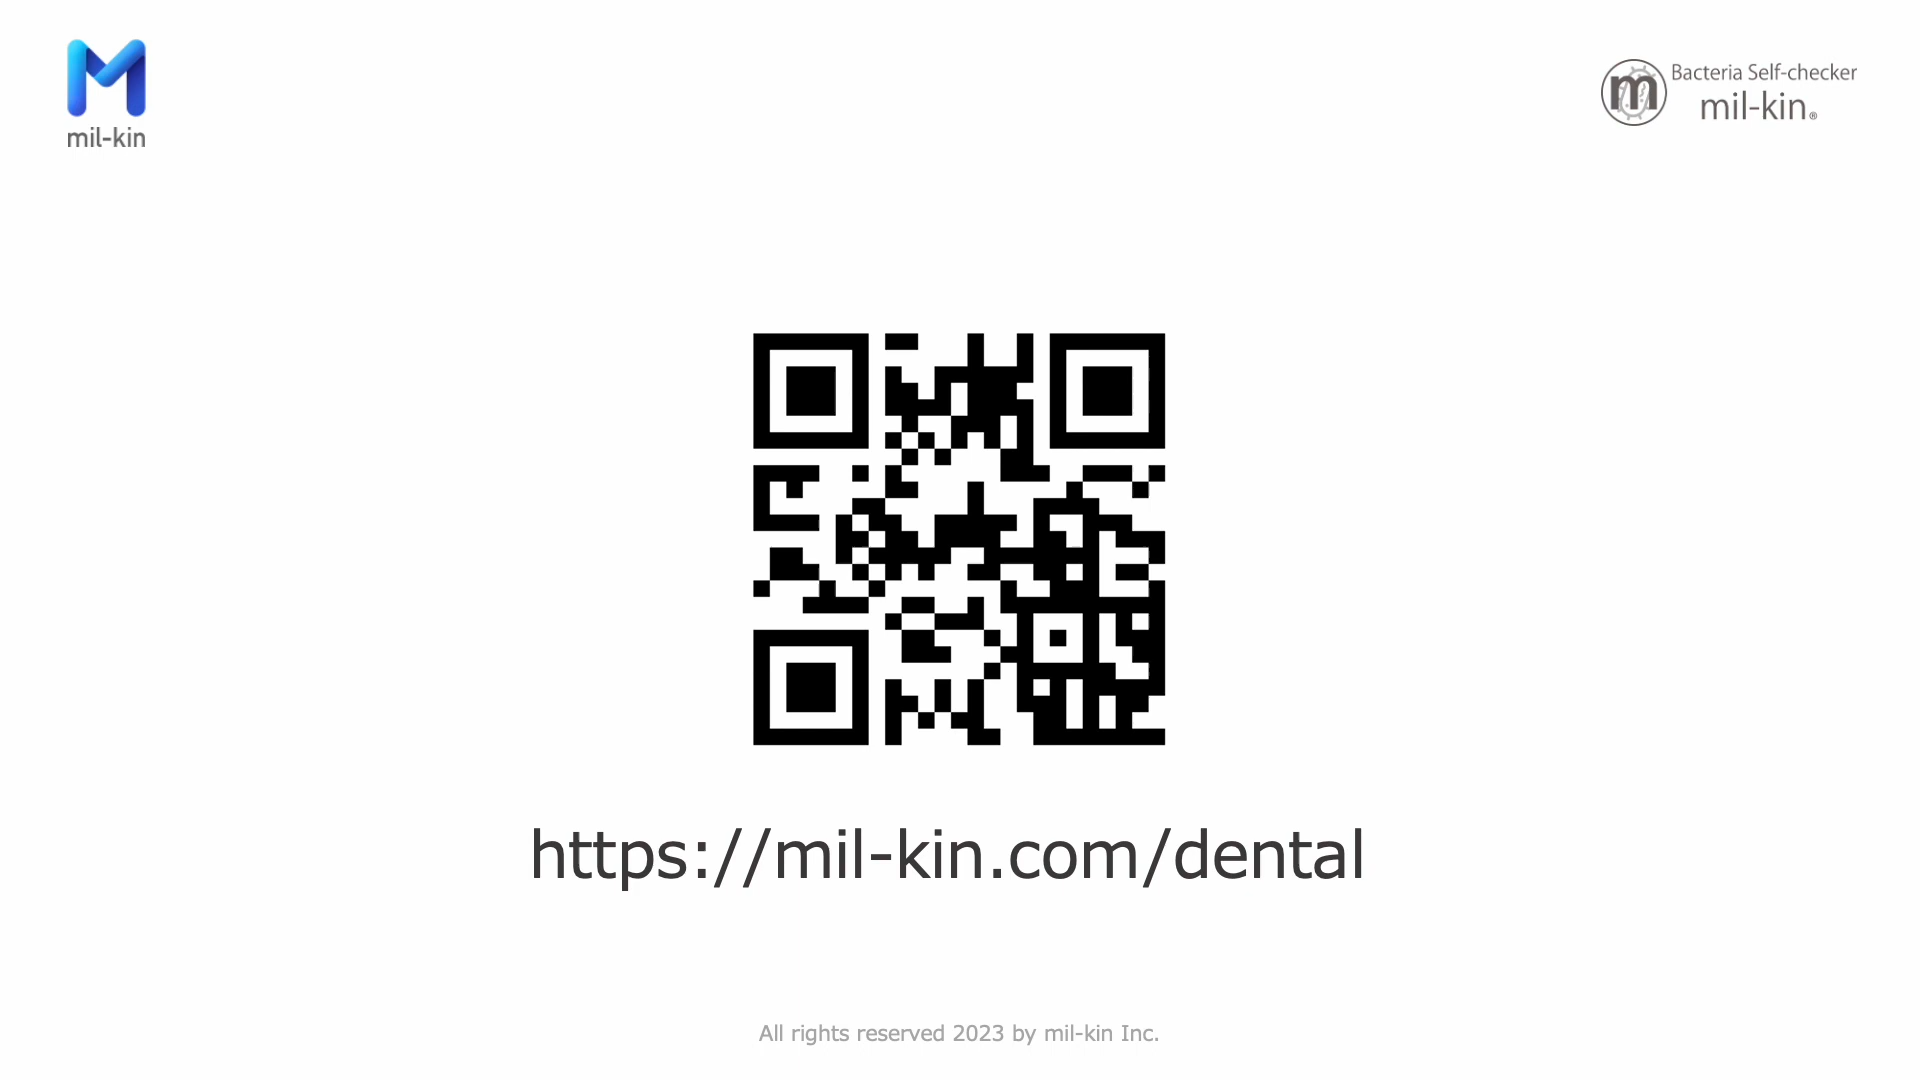 mil-kin
Bacteria Self-checker
mil-kin®
https://mil-kin.com/dental
All rights reserved 2023 by mil-kin Inc.